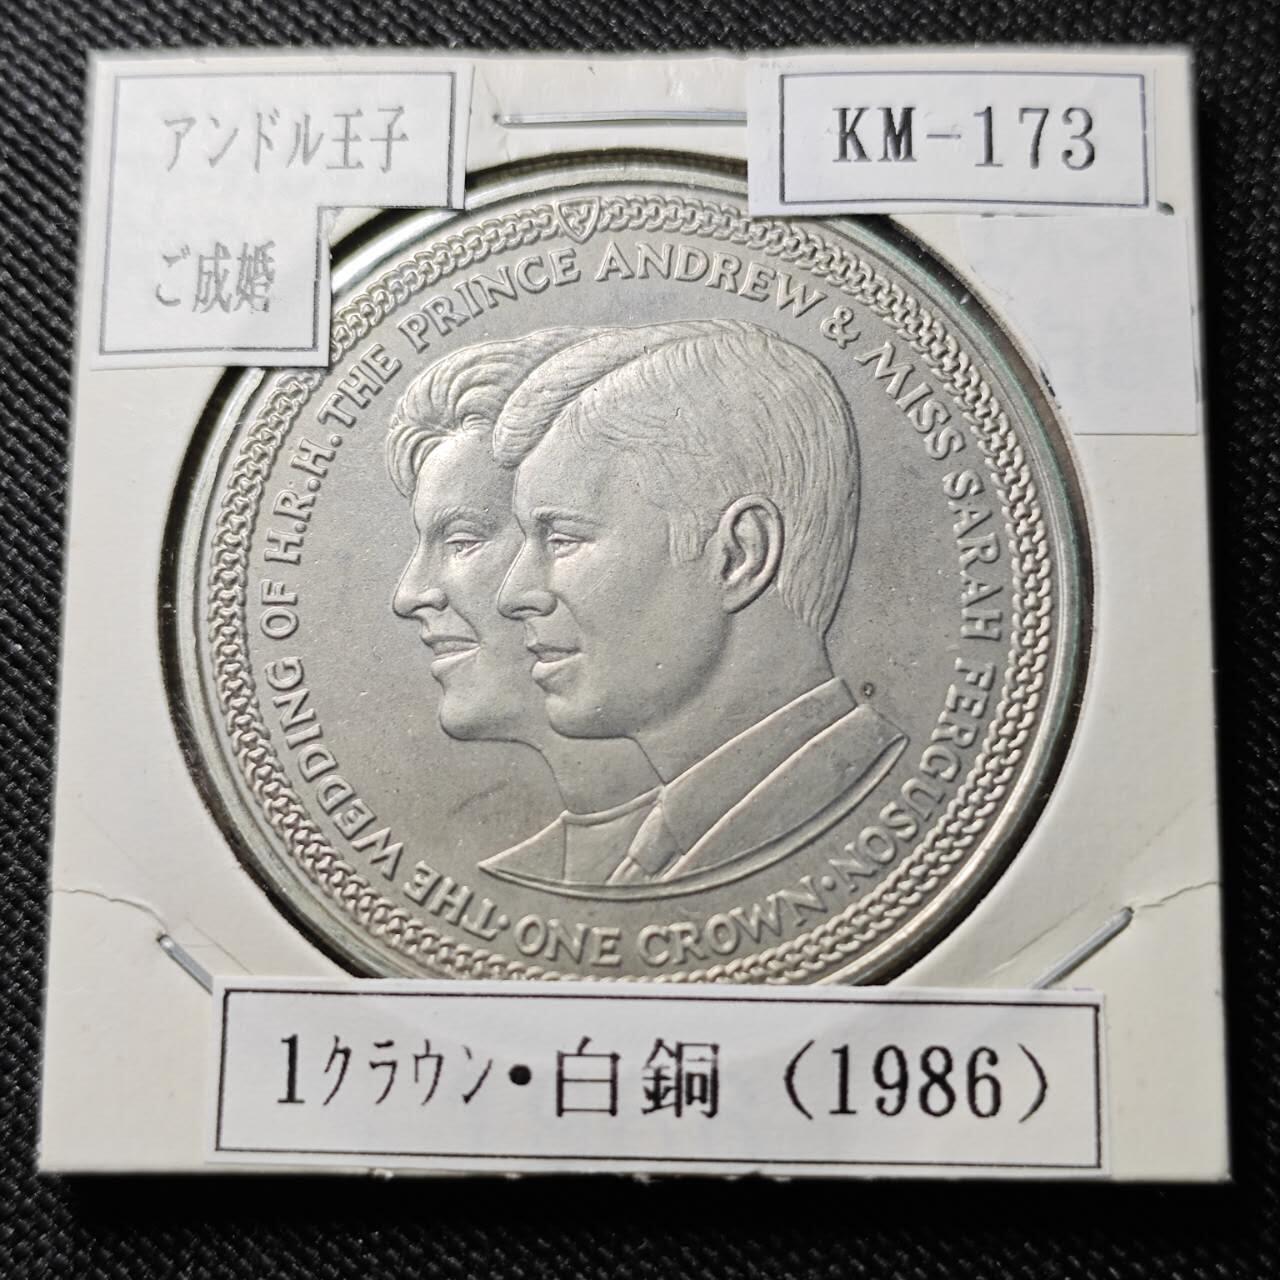 アンドル王子
ご成婚
KM-173
THE WEDDING OF H.R.H. THE PRINCE ANDREW & MISS SARAH FERGUSON
· ONE CROWN ·
1クラウン・白銅 (1986)